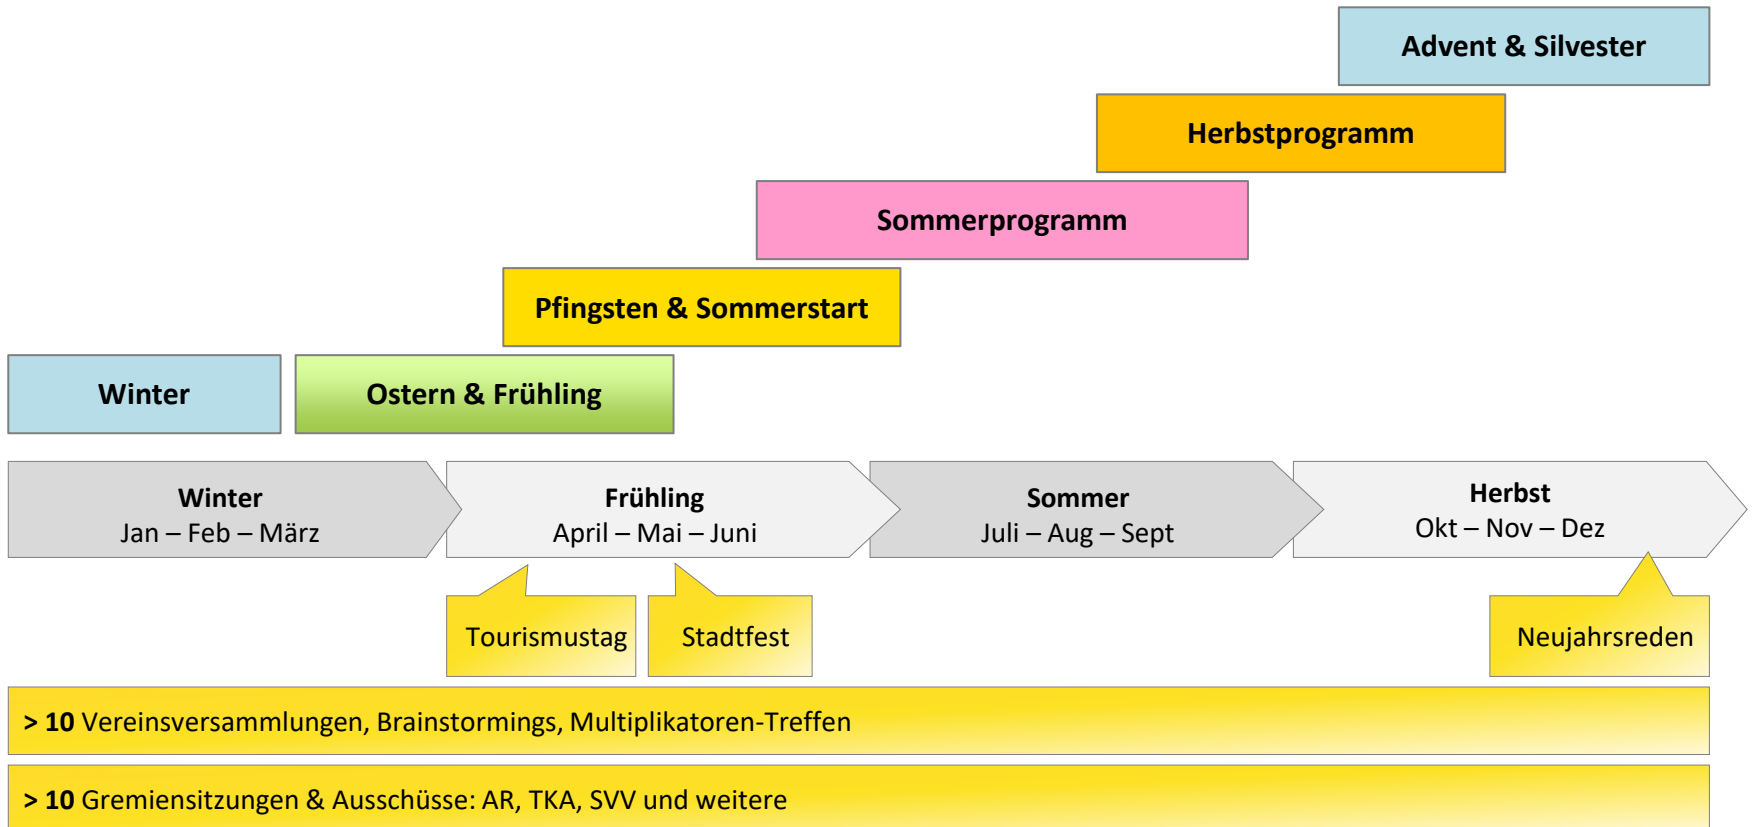 Advent & Silvester
Herbstprogramm
Sommerprogramm
Pfingsten & Sommerstart
Winter
Ostern & Frühling
Winter
Jan – Feb – März
Frühling
April – Mai – Juni
Sommer
Juli – Aug – Sept
Herbst
Okt – Nov – Dez
Tourismustag
Stadtfest
Neujahrsreden
> 10 Vereinsversammlungen, Brainstormings, Multiplikatoren-Treffen
> 10 Gremiensitzungen & Ausschüsse: AR, TKA, SVV und weitere